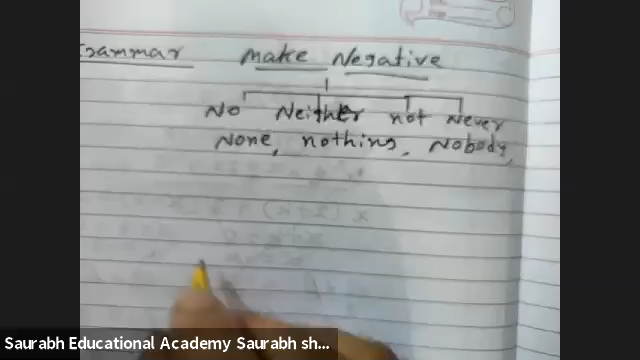 Grammar Make Negative
No Neither not Never
None, nothing, Nobody,
Saurabh Educational Academy Saurabh sh...